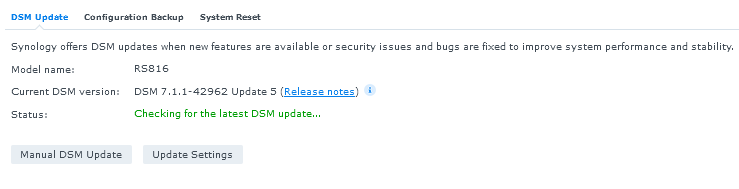 DSM Update Configuration Backup System Reset
Synology offers DSM updates when new features are available or security issues and bugs are fixed to improve system performance and stability.
Model name: RS816
Current DSM version: DSM 7.1.1-42962 Update 5 (Release notes) i
Status: Checking for the latest DSM update...
Manual DSM Update Update Settings